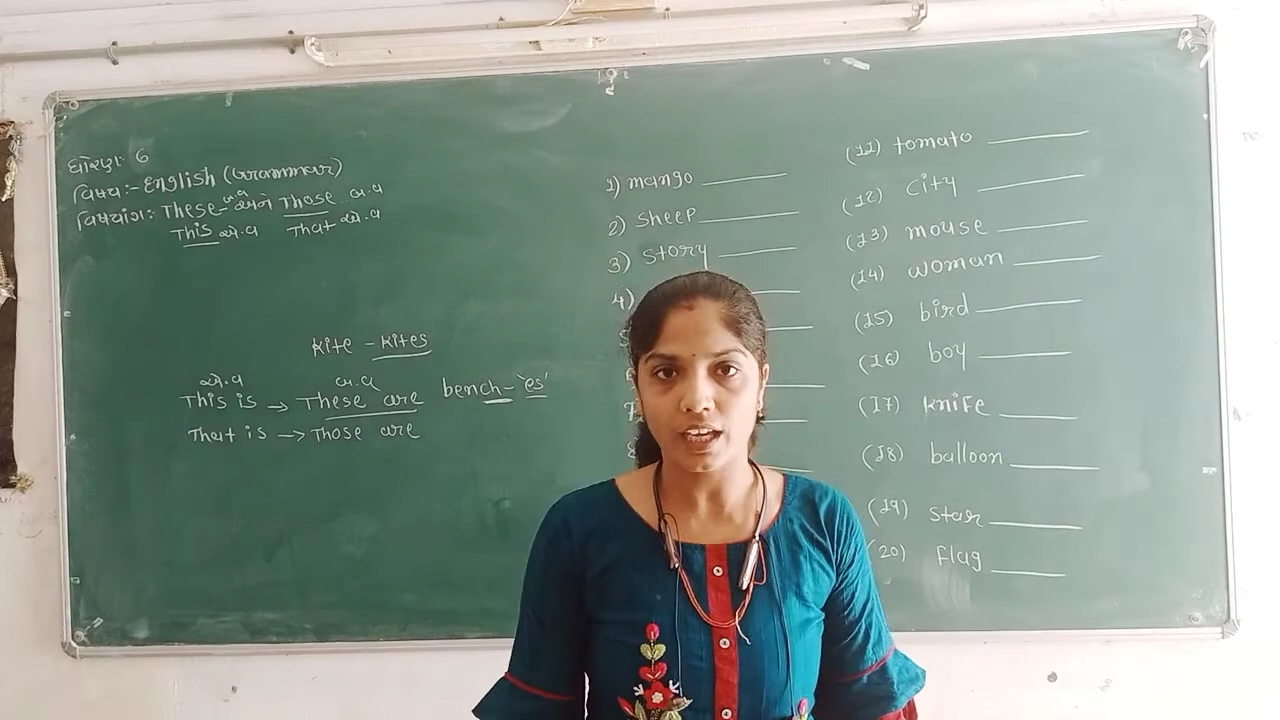 ધોરણ: 6
વિષય:- English (Grammar)
વિષયાંગ: These બ.વ અને Those બ.વ
This એ.વ That એ.વ
Kite - Kites
એ.વ બ.વ
This is → These are bench - 'es'
That is → Those are
1) mango
2) Sheep
3) Story
4)
(11) tomato
(12) City
(13) mouse
(14) woman
(15) bird
(16) boy
(17) Knife
(18) balloon
(19) Star
(20) Flag